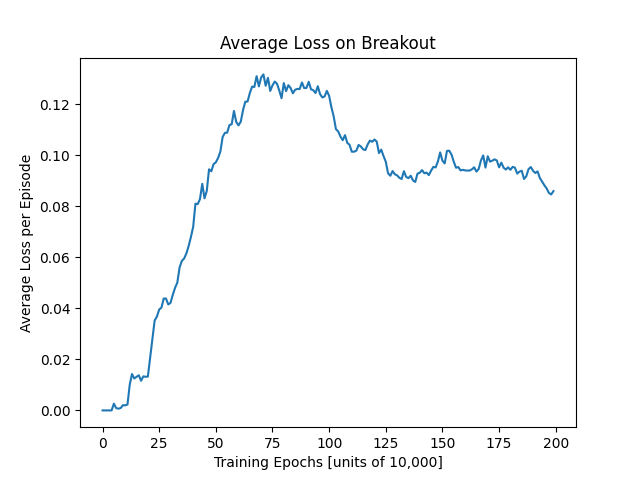 Average Loss on Breakout
Average Loss per Episode
0.12
0.10
0.08
0.06
0.04
0.02
0.00
0 25 50 75 100 125 150 175 200
Training Epochs [units of 10,000]